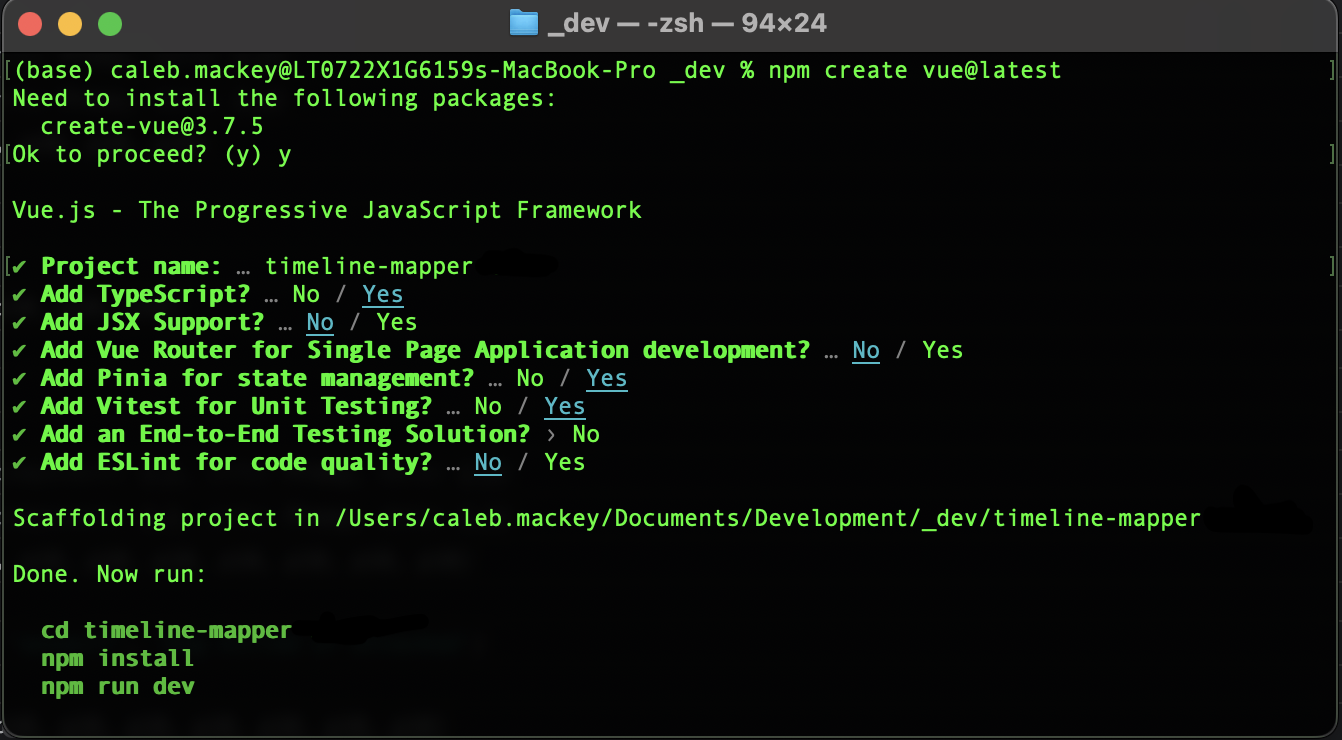 _dev — -zsh — 94×24
[(base) caleb.mackey@LT0722X1G6159s-MacBook-Pro _dev % npm create vue@latest ]
Need to install the following packages:
  create-vue@3.7.5
[Ok to proceed? (y) y ]
Vue.js - The Progressive JavaScript Framework
[✔ Project name: … timeline-mapper ]
✔ Add TypeScript? … No / Yes
✔ Add JSX Support? … No / Yes
✔ Add Vue Router for Single Page Application development? … No / Yes
✔ Add Pinia for state management? … No / Yes
✔ Add Vitest for Unit Testing? … No / Yes
✔ Add an End-to-End Testing Solution? › No
✔ Add ESLint for code quality? … No / Yes
Scaffolding project in /Users/caleb.mackey/Documents/Development/_dev/timeline-mapper
Done. Now run:
  cd timeline-mapper
  npm install
  npm run dev